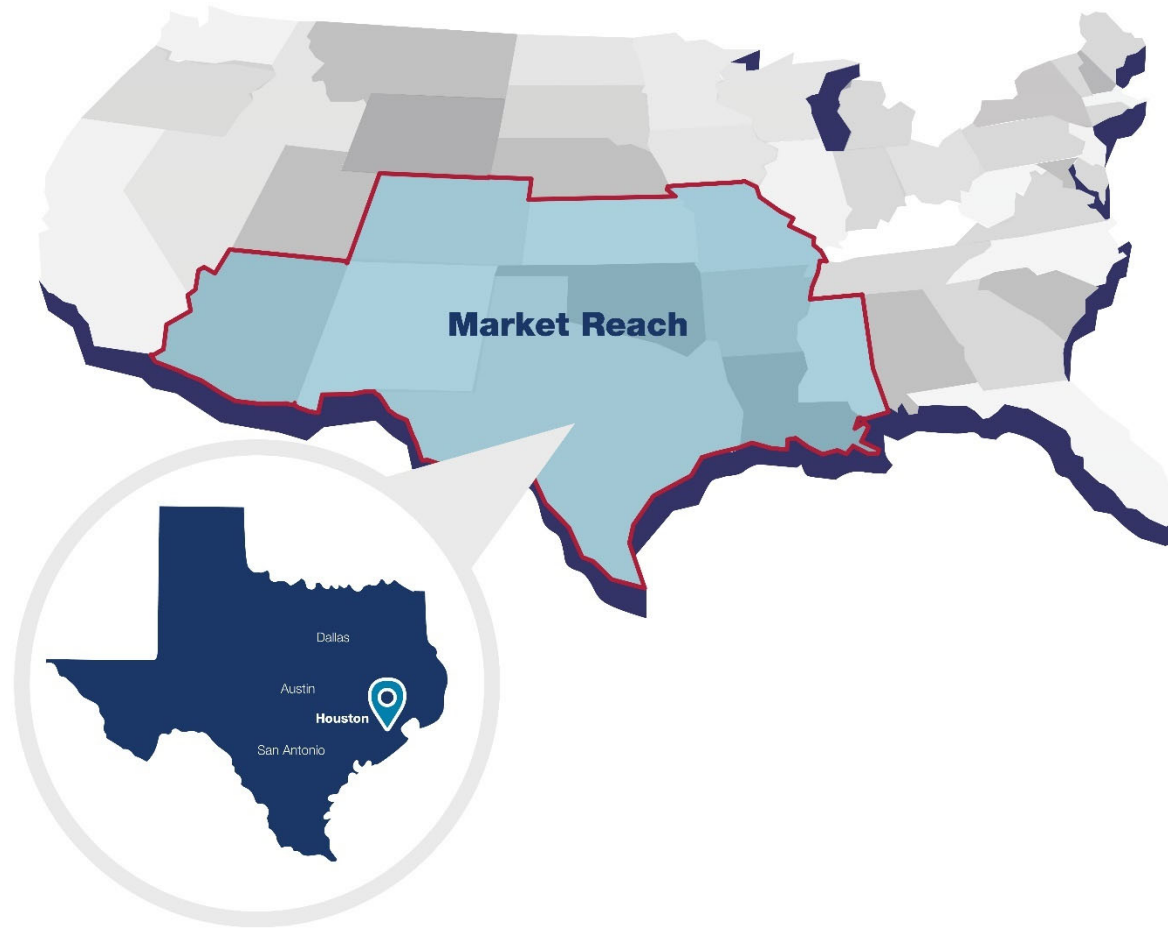 Market Reach
Dallas
Austin
Houston
San Antonio